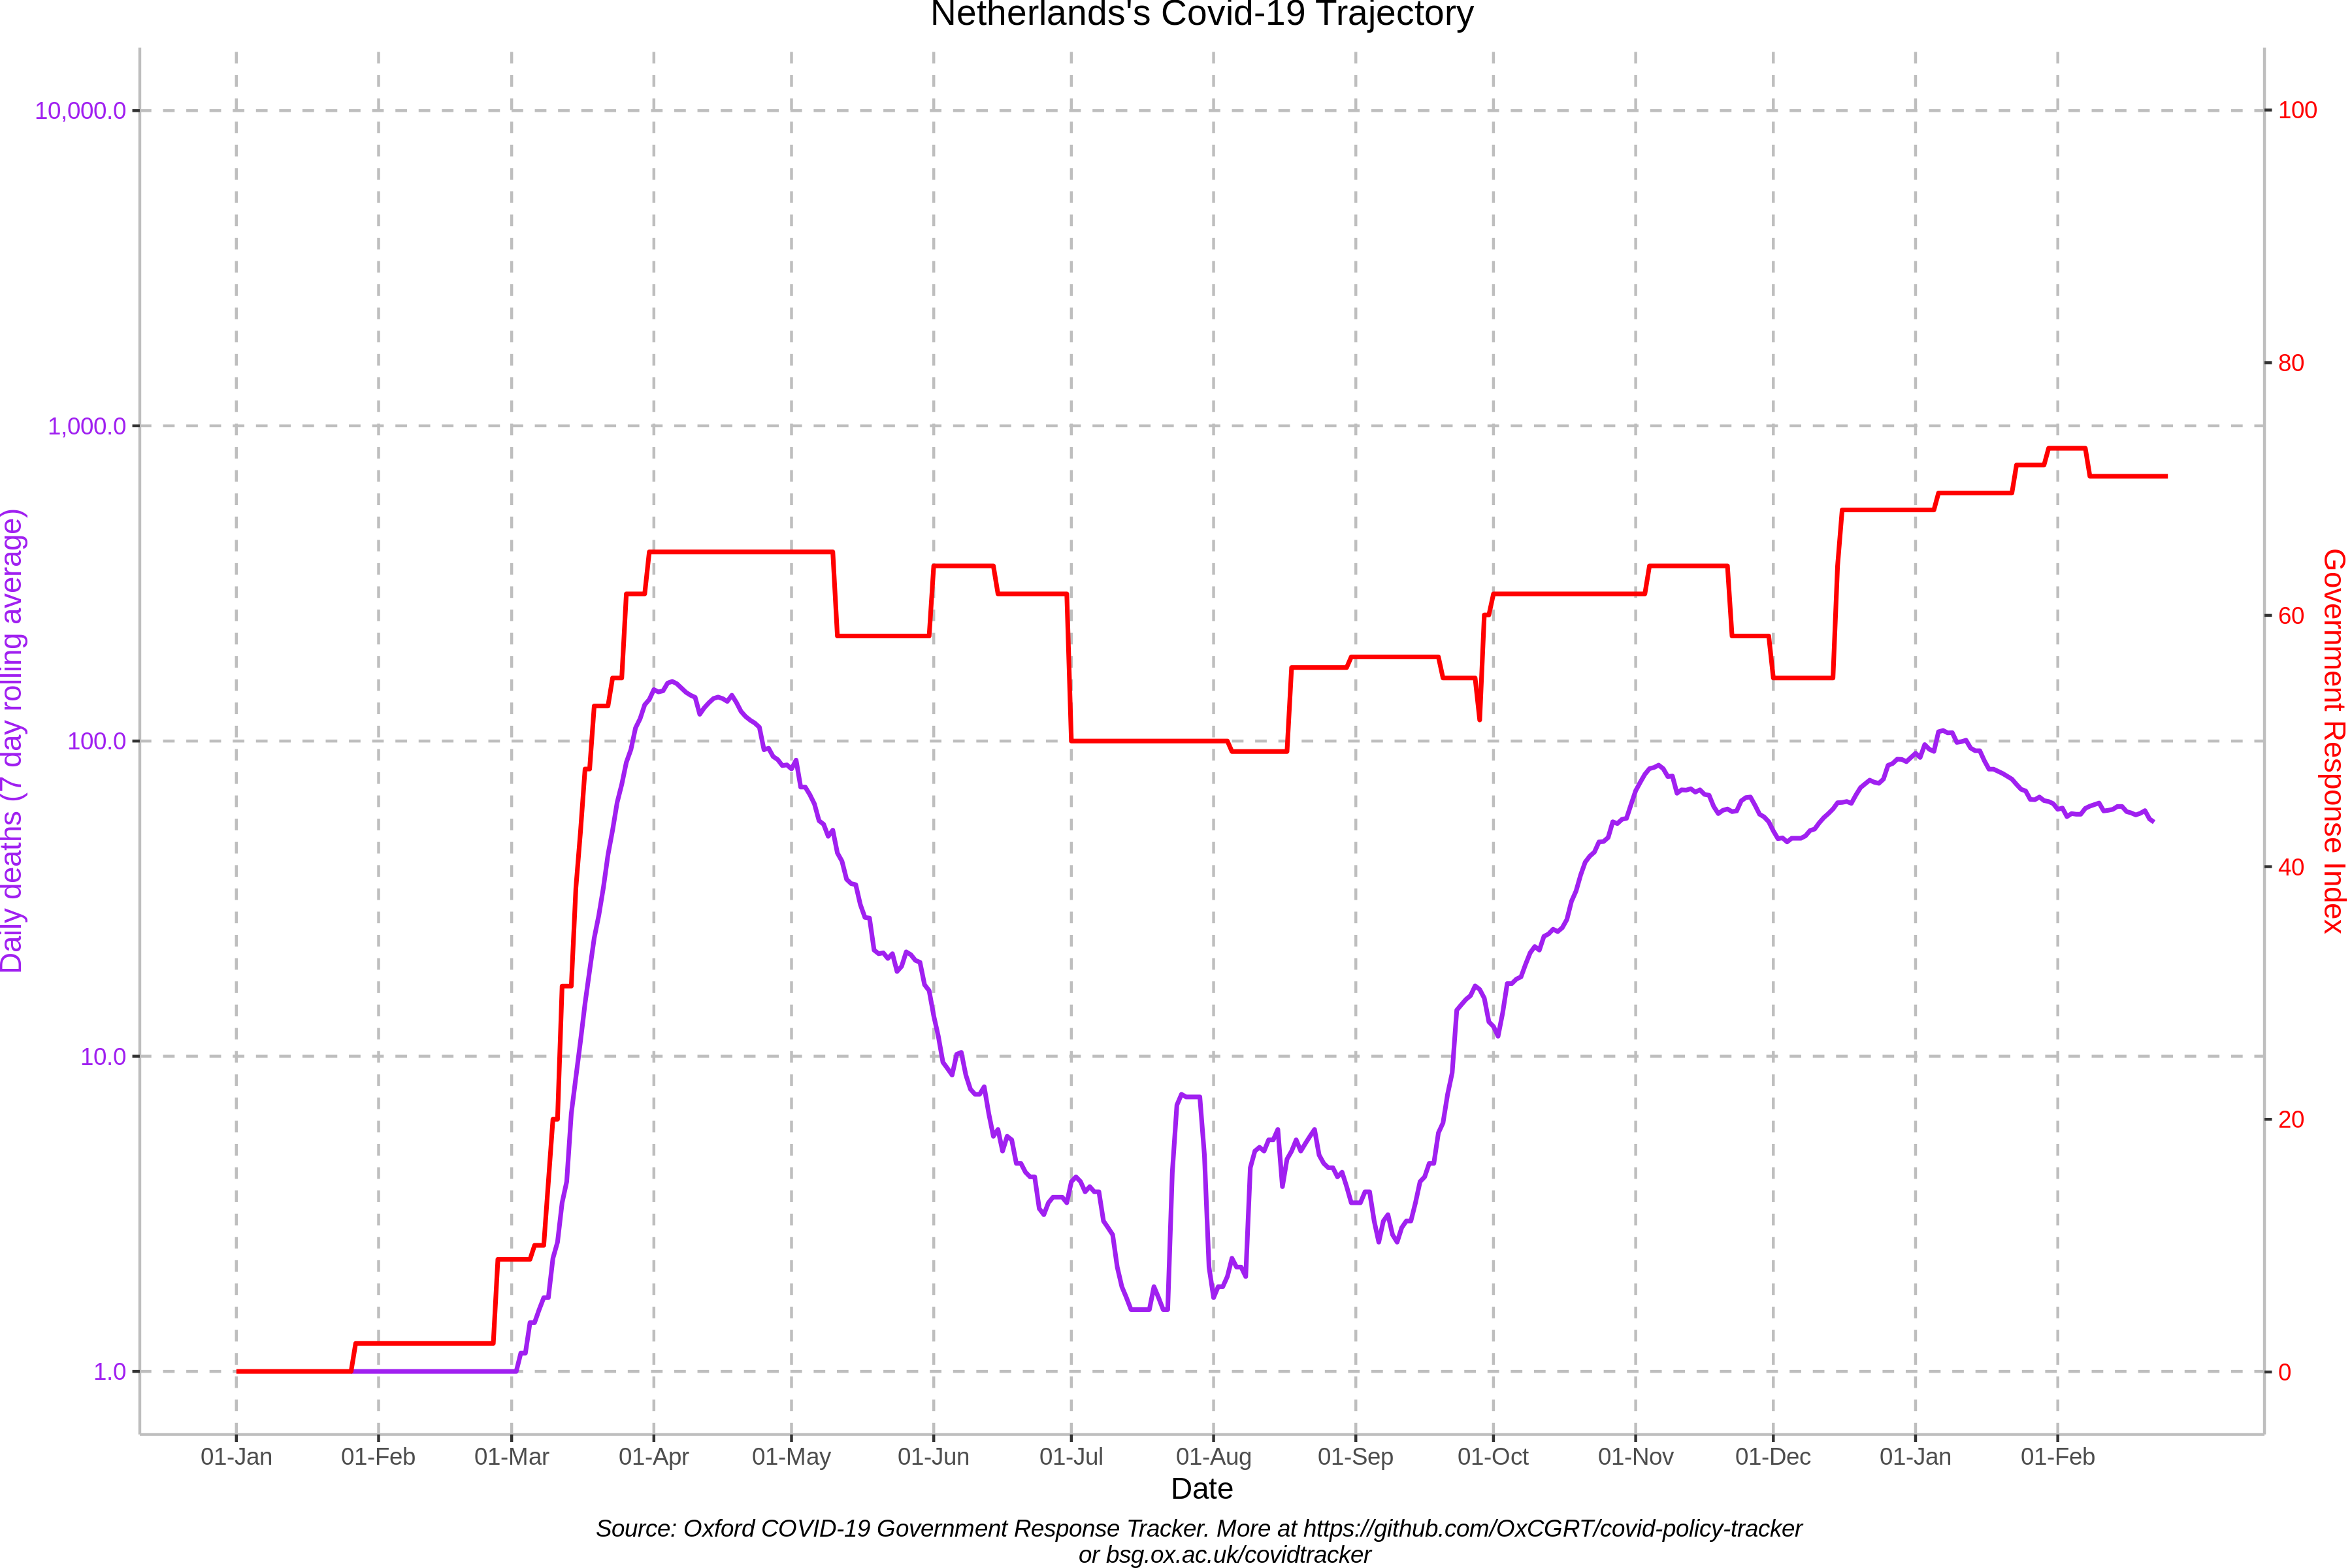 Netherlands's Covid-19 Trajectory
10,000.0
1,000.0
100.0
10.0
1.0
Daily deaths (7 day rolling average)
100
80
60
40
20
0
Government Response Index
01-Jan 01-Feb 01-Mar 01-Apr 01-May 01-Jun 01-Jul 01-Aug 01-Sep 01-Oct 01-Nov 01-Dec 01-Jan 01-Feb
Date
Source: Oxford COVID-19 Government Response Tracker. More at https://github.com/OxCGRT/covid-policy-tracker
or bsg.ox.ac.uk/covidtracker